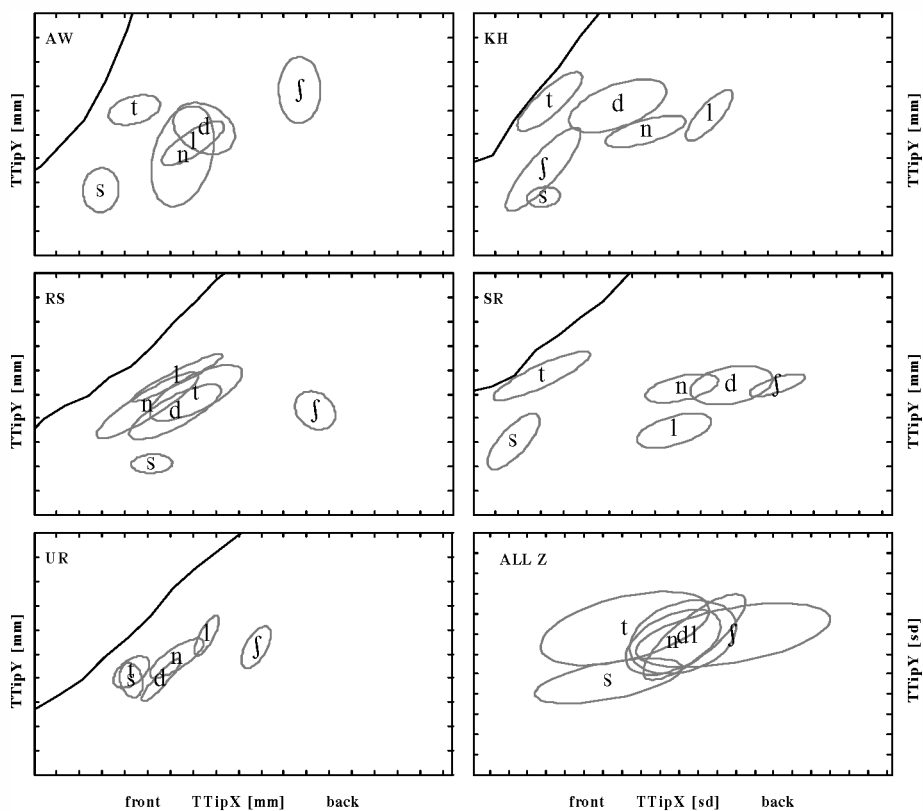 AW
t
ʃ
d
l
n
s
TTipY [mm]
KH
t
d
n
l
ʃ
s
TTipY [mm]
RS
l
t
n
d
ʃ
s
TTipY [mm]
SR
t
n
d
ʃ
l
s
TTipY [mm]
UR
l
ʃ
n
t
s
d
TTipY [mm]
ALL Z
t
n
d
l
ʃ
s
TTipY [sd]
front TTipX [mm] back
front TTipX [sd] back